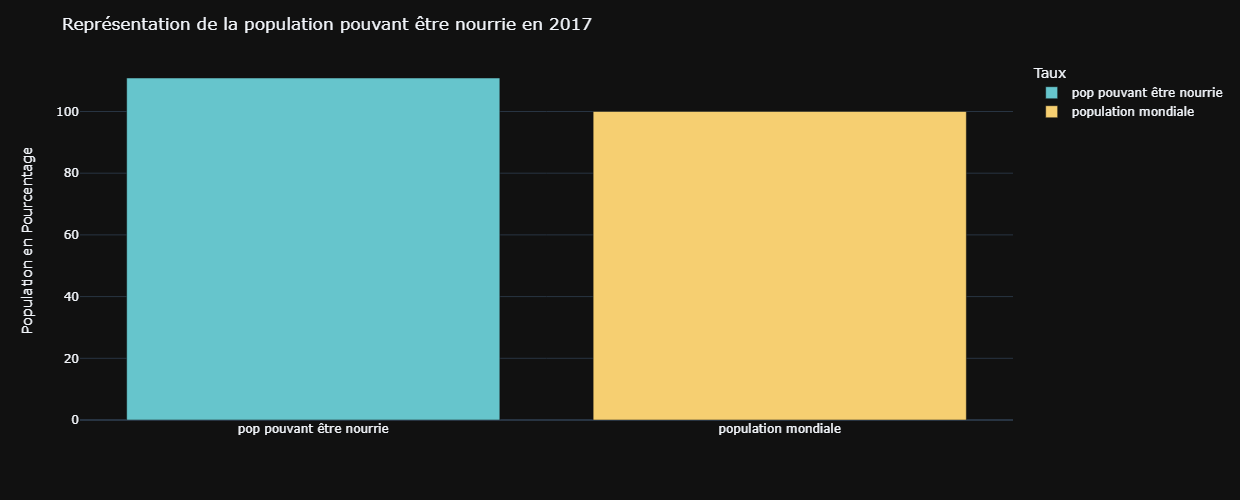 Représentation de la population pouvant être nourrie en 2017
Taux
pop pouvant être nourrie
population mondiale
Population en Pourcentage
100
80
60
40
20
0
pop pouvant être nourrie
population mondiale